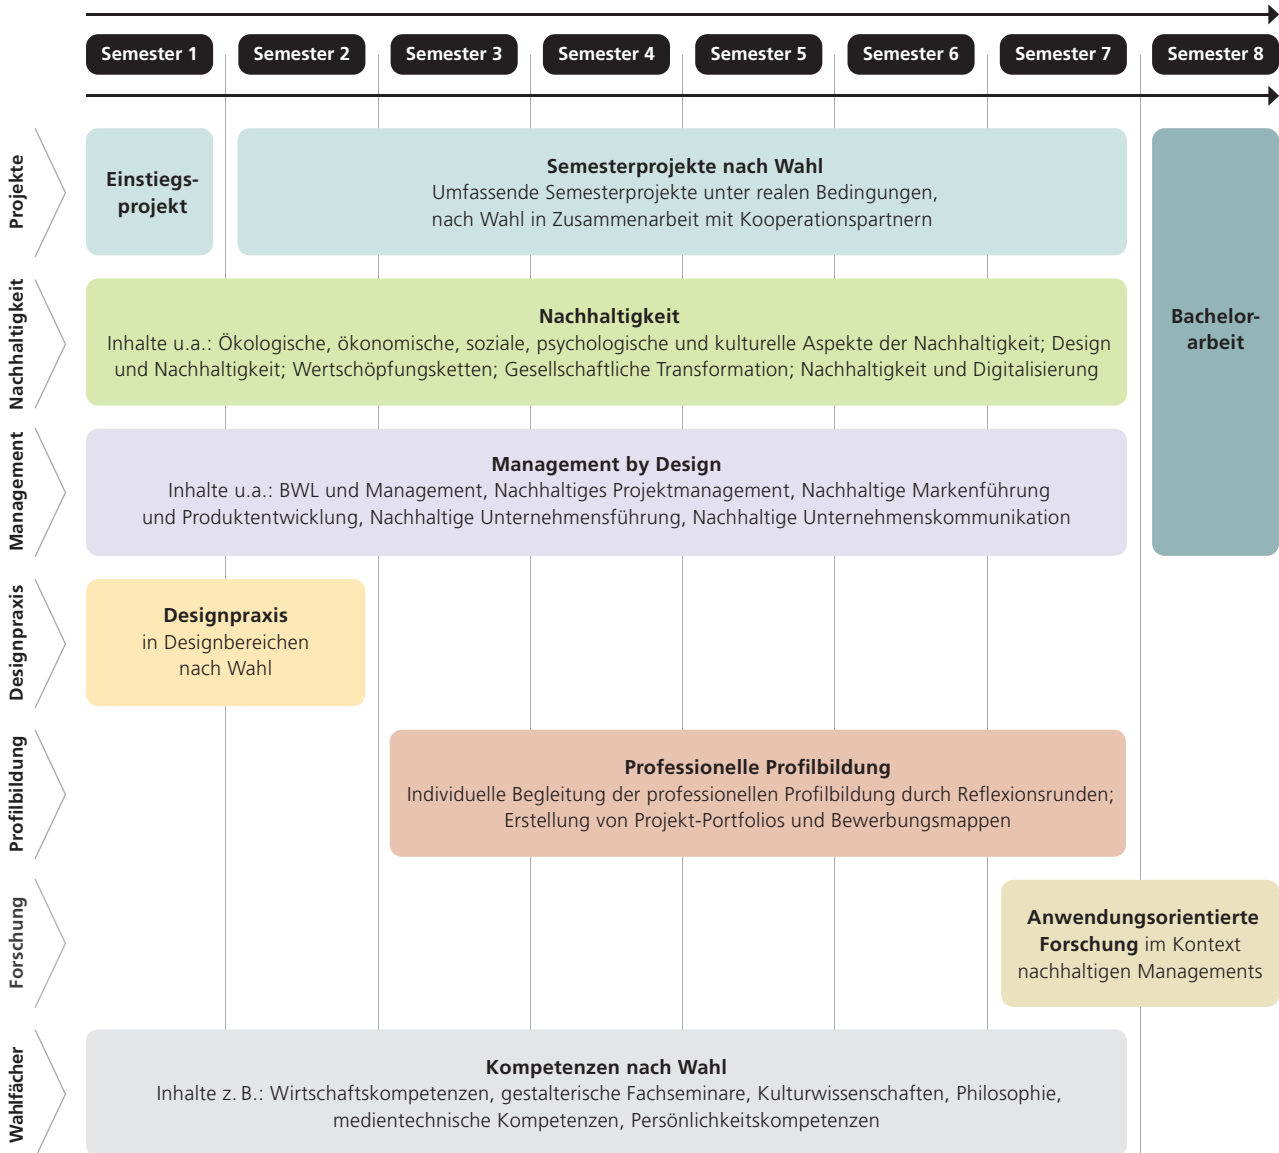 Semester 1
Semester 2
Semester 3
Semester 4
Semester 5
Semester 6
Semester 7
Semester 8
Projekte
Einstiegs-
projekt
Semesterprojekte nach Wahl
Umfassende Semesterprojekte unter realen Bedingungen,
nach Wahl in Zusammenarbeit mit Kooperationspartnern
Bachelor-
arbeit
Nachhaltigkeit
Nachhaltigkeit
Inhalte u.a.: Ökologische, ökonomische, soziale, psychologische und kulturelle Aspekte der Nachhaltigkeit; Design
und Nachhaltigkeit; Wertschöpfungsketten; Gesellschaftliche Transformation; Nachhaltigkeit und Digitalisierung
Management
Management by Design
Inhalte u.a.: BWL und Management, Nachhaltiges Projektmanagement, Nachhaltige Markenführung
und Produktentwicklung, Nachhaltige Unternehmensführung, Nachhaltige Unternehmenskommunikation
Designpraxis
Designpraxis
in Designbereichen
nach Wahl
Profilbildung
Professionelle Profilbildung
Individuelle Begleitung der professionellen Profilbildung durch Reflexionsrunden;
Erstellung von Projekt-Portfolios und Bewerbungsmappen
Forschung
Anwendungsorientierte
Forschung im Kontext
nachhaltigen Managements
Wahlfächer
Kompetenzen nach Wahl
Inhalte z. B.: Wirtschaftskompetenzen, gestalterische Fachseminare, Kulturwissenschaften, Philosophie,
medientechnische Kompetenzen, Persönlichkeitskompetenzen